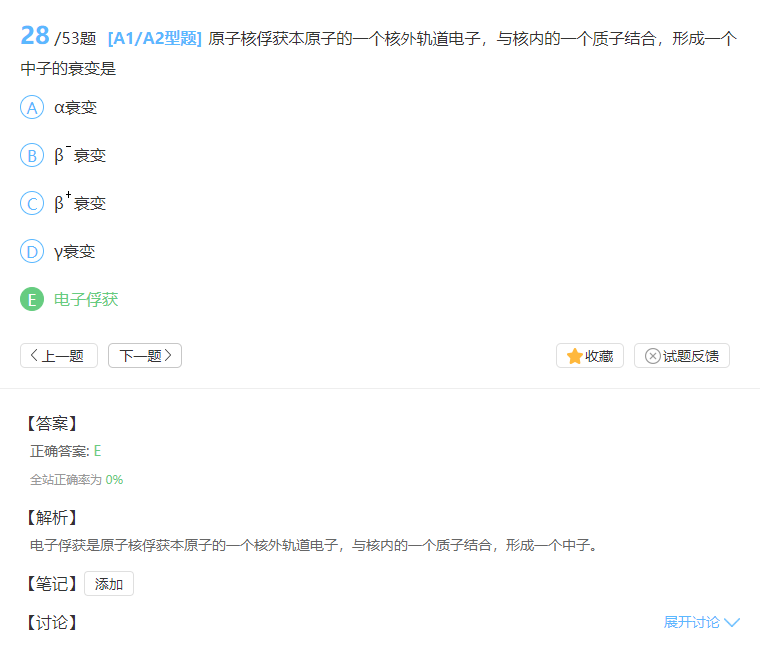 28 /53题 [A1/A2型题] 原子核俘获本原子的一个核外轨道电子，与核内的一个质子结合，形成一个
中子的衰变是
A α衰变
B β⁻衰变
C β⁺衰变
D γ衰变
E 电子俘获
上一题 下一题 收藏 试题反馈
【答案】
正确答案: E
全站正确率为 0%
【解析】
电子俘获是原子核俘获本原子的一个核外轨道电子，与核内的一个质子结合，形成一个中子。
【笔记】 添加
【讨论】 展开讨论